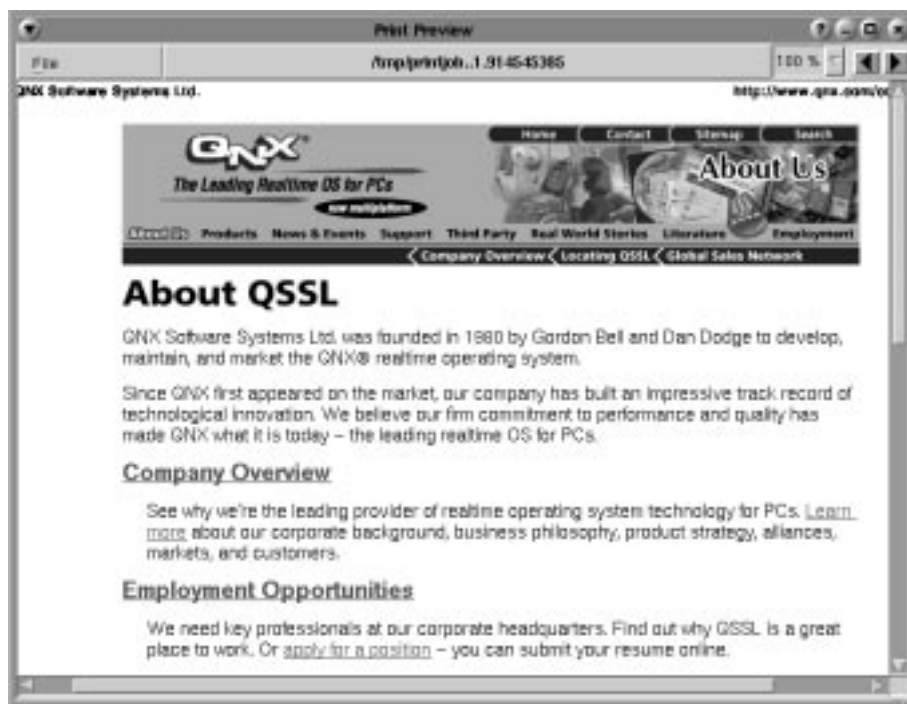 Print Preview
File
/tmp/printjob..1.914545385
100 %
QNX Software Systems Ltd.
http://www.qnx.com/co
QNX™
The Leading Realtime OS for PCs
now multiplatform
Home
Contact
Sitemap
Search
About Us
About Us Products News & Events Support Third Party Real World Stories Literature Employment
Company Overview Locating QSSL Global Sales Network
About QSSL
QNX Software Systems Ltd. was founded in 1980 by Gordon Bell and Dan Dodge to develop,
maintain, and market the QNX® realtime operating system.
Since QNX first appeared on the market, our company has built an impressive track record of
technological innovation. We believe our firm commitment to performance and quality has
made QNX what it is today – the leading realtime OS for PCs.
Company Overview
See why we're the leading provider of realtime operating system technology for PCs. Learn
more about our corporate background, business philosophy, product strategy, alliances,
markets, and customers.
Employment Opportunities
We need key professionals at our corporate headquarters. Find out why QSSL is a great
place to work. Or apply for a position – you can submit your resume online.